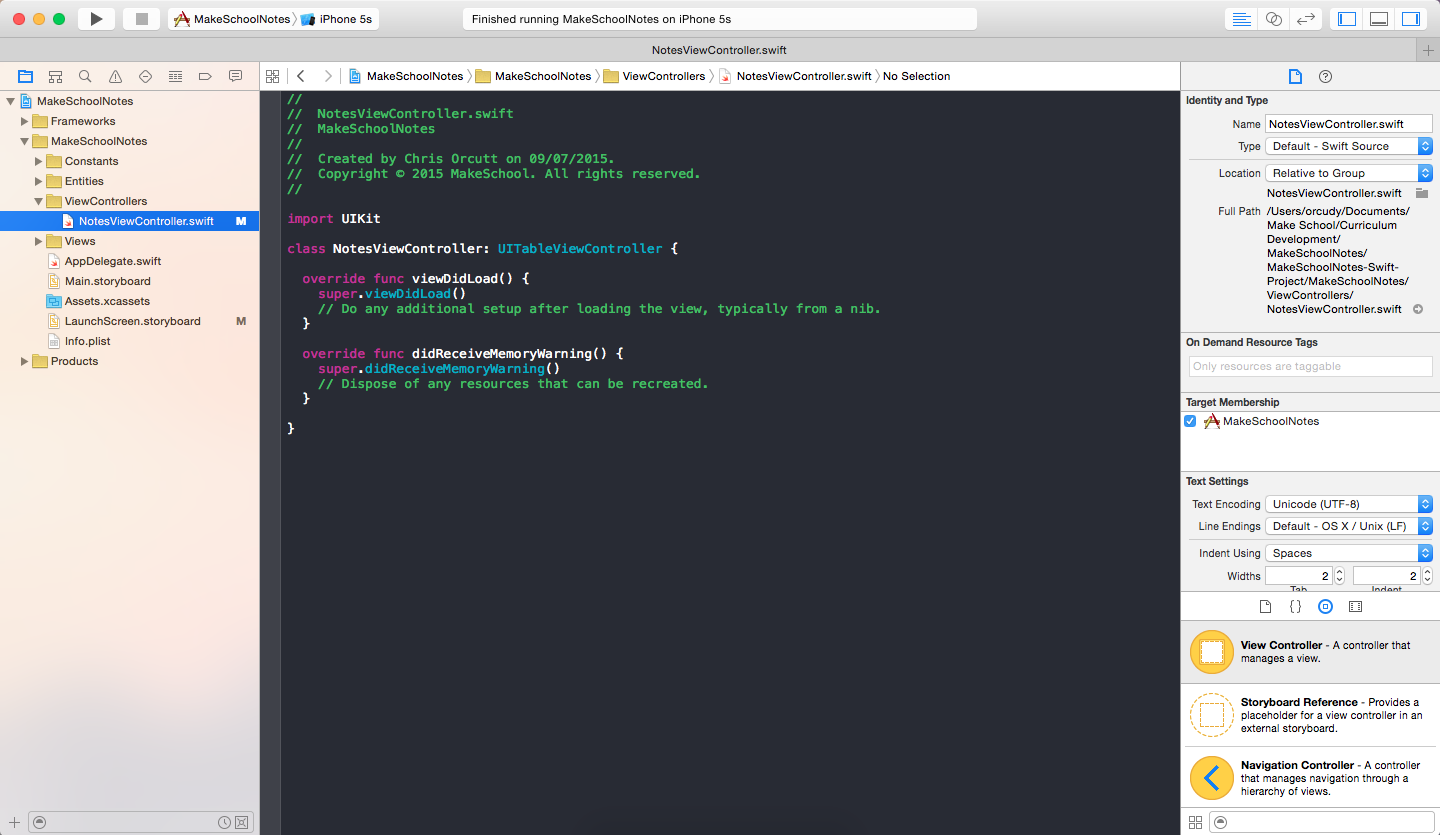 MakeSchoolNotes iPhone 5s
Finished running MakeSchoolNotes on iPhone 5s
NotesViewController.swift
MakeSchoolNotes
Frameworks
MakeSchoolNotes
Constants
Entities
ViewControllers
NotesViewController.swift M
Views
AppDelegate.swift
Main.storyboard
Assets.xcassets
LaunchScreen.storyboard M
Info.plist
Products
MakeSchoolNotes MakeSchoolNotes ViewControllers NotesViewController.swift No Selection
//
// NotesViewController.swift
// MakeSchoolNotes
//
// Created by Chris Orcutt on 09/07/2015.
// Copyright © 2015 MakeSchool. All rights reserved.
//
import UIKit
class NotesViewController: UITableViewController {
override func viewDidLoad() {
super.viewDidLoad()
// Do any additional setup after loading the view, typically from a nib.
}
override func didReceiveMemoryWarning() {
super.didReceiveMemoryWarning()
// Dispose of any resources that can be recreated.
}
}
Identity and Type
Name NotesViewController.swift
Type Default - Swift Source
Location Relative to Group
NotesViewController.swift
Full Path /Users/orcudy/Documents/
Make School/Curriculum
Development/
MakeSchoolNotes/
MakeSchoolNotes-Swift-
Project/MakeSchoolNotes/
ViewControllers/
NotesViewController.swift
On Demand Resource Tags
Only resources are taggable
Target Membership
MakeSchoolNotes
Text Settings
Text Encoding Unicode (UTF-8)
Line Endings Default - OS X / Unix (LF)
Indent Using Spaces
Widths 2 2
Tab Indent
{ }
View Controller - A controller that
manages a view.
Storyboard Reference - Provides a
placeholder for a view controller in an
external storyboard.
Navigation Controller - A controller
that manages navigation through a
hierarchy of views.